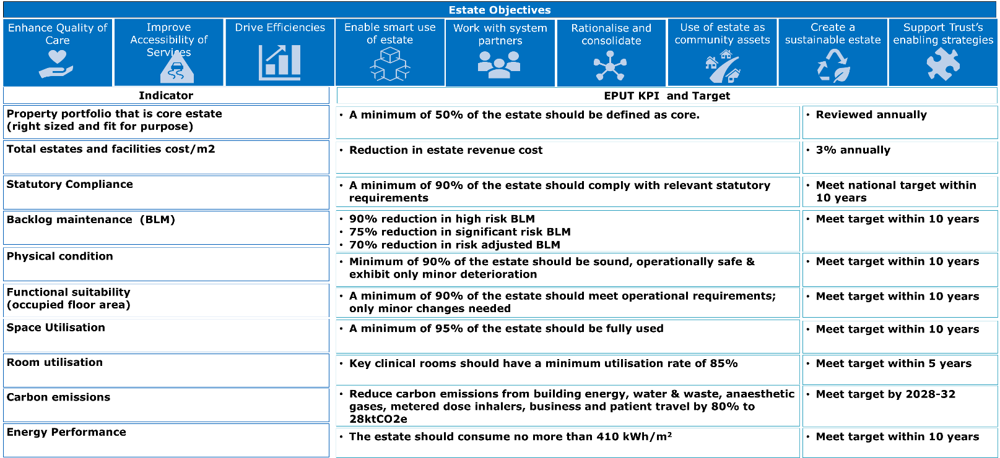 Estate Objectives
Enhance Quality of
Care
Improve
Accessibility of
Services
Drive Efficiencies
Enable smart use
of estate
Work with system
partners
Rationalise and
consolidate
Use of estate as
community assets
Create a
sustainable estate
Support Trust's
enabling strategies
Indicator
EPUT KPI and Target
Property portfolio that is core estate
(right sized and fit for purpose)
• A minimum of 50% of the estate should be defined as core.
• Reviewed annually
Total estates and facilities cost/m2
• Reduction in estate revenue cost
• 3% annually
Statutory Compliance
• A minimum of 90% of the estate should comply with relevant statutory
requirements
• Meet national target within
10 years
Backlog maintenance (BLM)
• 90% reduction in high risk BLM
• 75% reduction in significant risk BLM
• 70% reduction in risk adjusted BLM
• Meet target within 10 years
Physical condition
• Minimum of 90% of the estate should be sound, operationally safe &
exhibit only minor deterioration
• Meet target within 10 years
Functional suitability
(occupied floor area)
• A minimum of 90% of the estate should meet operational requirements;
only minor changes needed
• Meet target within 10 years
Space Utilisation
• A minimum of 95% of the estate should be fully used
• Meet target within 10 years
Room utilisation
• Key clinical rooms should have a minimum utilisation rate of 85%
• Meet target within 5 years
Carbon emissions
• Reduce carbon emissions from building energy, water & waste, anaesthetic
gases, metered dose inhalers, business and patient travel by 80% to
28ktCO2e
• Meet target by 2028-32
Energy Performance
• The estate should consume no more than 410 kWh/m²
• Meet target within 10 years